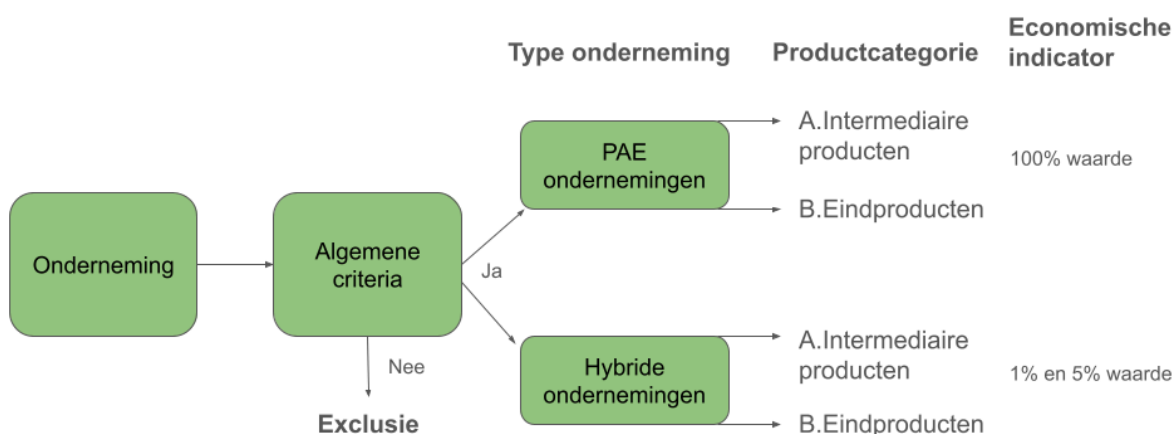 Type onderneming
Productcategorie
Economische
indicator
Onderneming
Algemene
criteria
Ja
Nee
Exclusie
PAE
ondernemingen
A.Intermediaire
producten
B.Eindproducten
100% waarde
Hybride
ondernemingen
A.Intermediaire
producten
B.Eindproducten
1% en 5% waarde